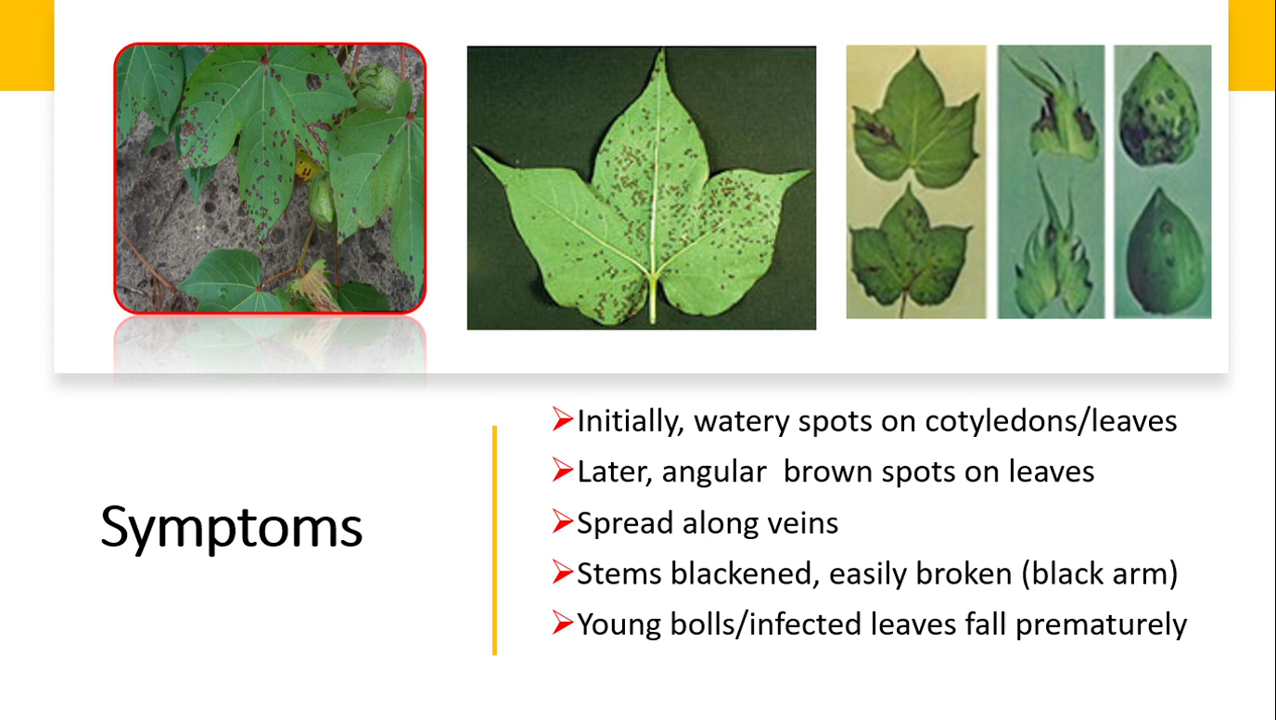 Symptoms
Initially, watery spots on cotyledons/leaves
Later, angular  brown spots on leaves
Spread along veins
Stems blackened, easily broken (black arm)
Young bolls/infected leaves fall prematurely